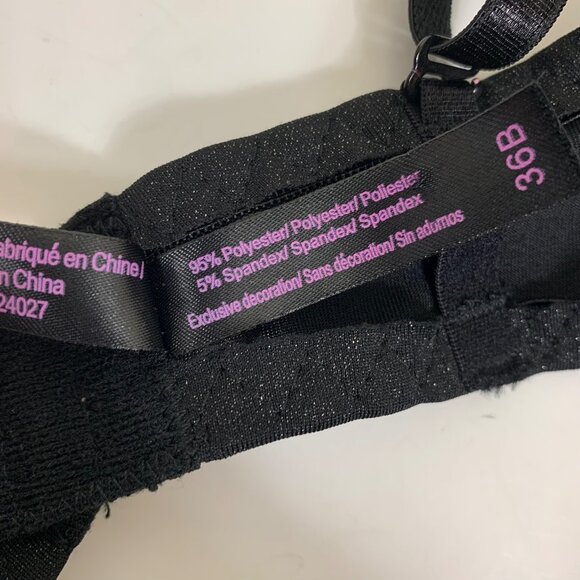 36B
95% Polyester/ Polyester/ Poliester
5% Spandex/ Spandex/ Spandex
Exclusive decoration/ Sans décoration/ Sin adornos
abriqué en Chine/
n China
24027